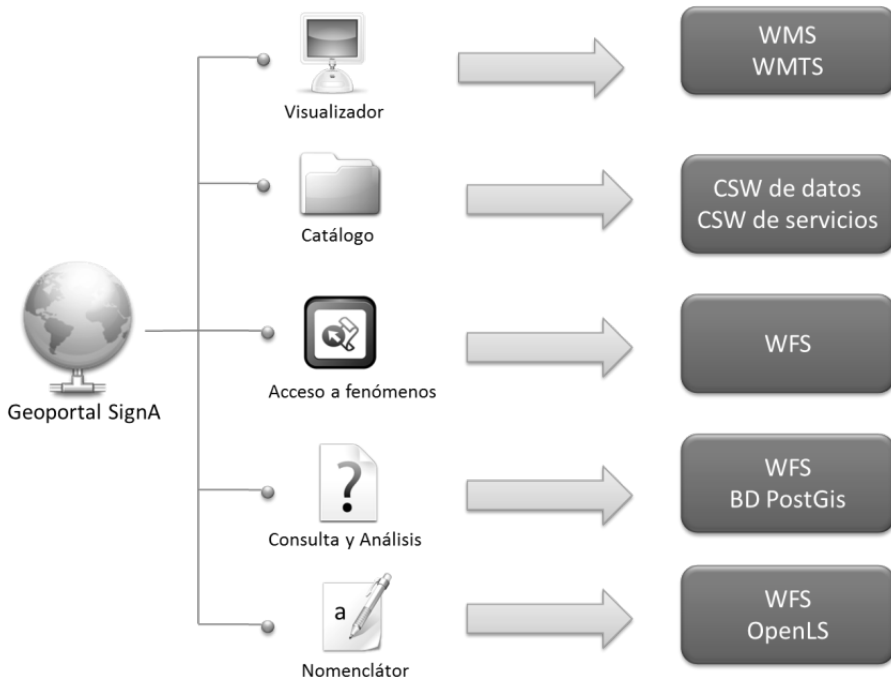 WMS
WMTS
Visualizador
CSW de datos
CSW de servicios
Catálogo
WFS
Acceso a fenómenos
Geoportal SignA
WFS
BD PostGis
Consulta y Análisis
a
WFS
OpenLS
Nomenclátor